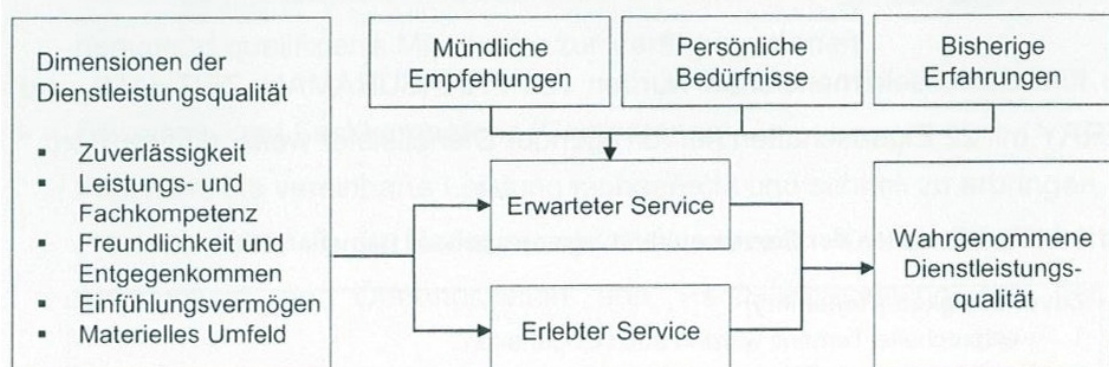 Dimensionen der
Dienstleistungsqualität
▪ Zuverlässigkeit
▪ Leistungs- und
Fachkompetenz
▪ Freundlichkeit und
Entgegenkommen
▪ Einfühlungsvermögen
▪ Materielles Umfeld
Mündliche
Empfehlungen
Persönliche
Bedürfnisse
Bisherige
Erfahrungen
Erwarteter Service
Erlebter Service
Wahrgenommene
Dienstleistungs-
qualität